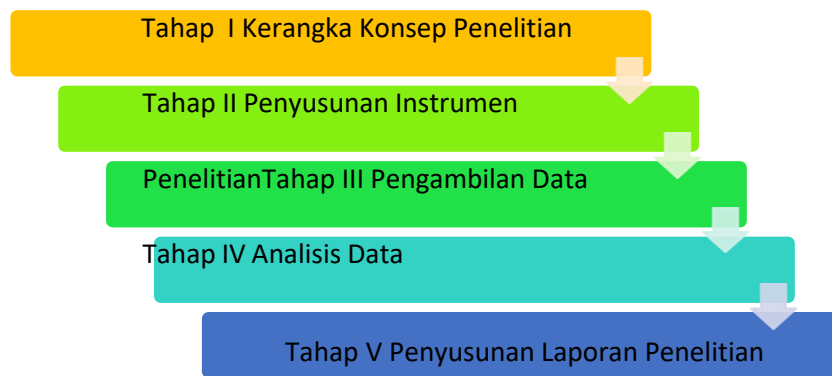 Tahap  I Kerangka Konsep Penelitian
Tahap II Penyusunan Instrumen
PenelitianTahap III Pengambilan Data
Tahap IV Analisis Data
Tahap V Penyusunan Laporan Penelitian